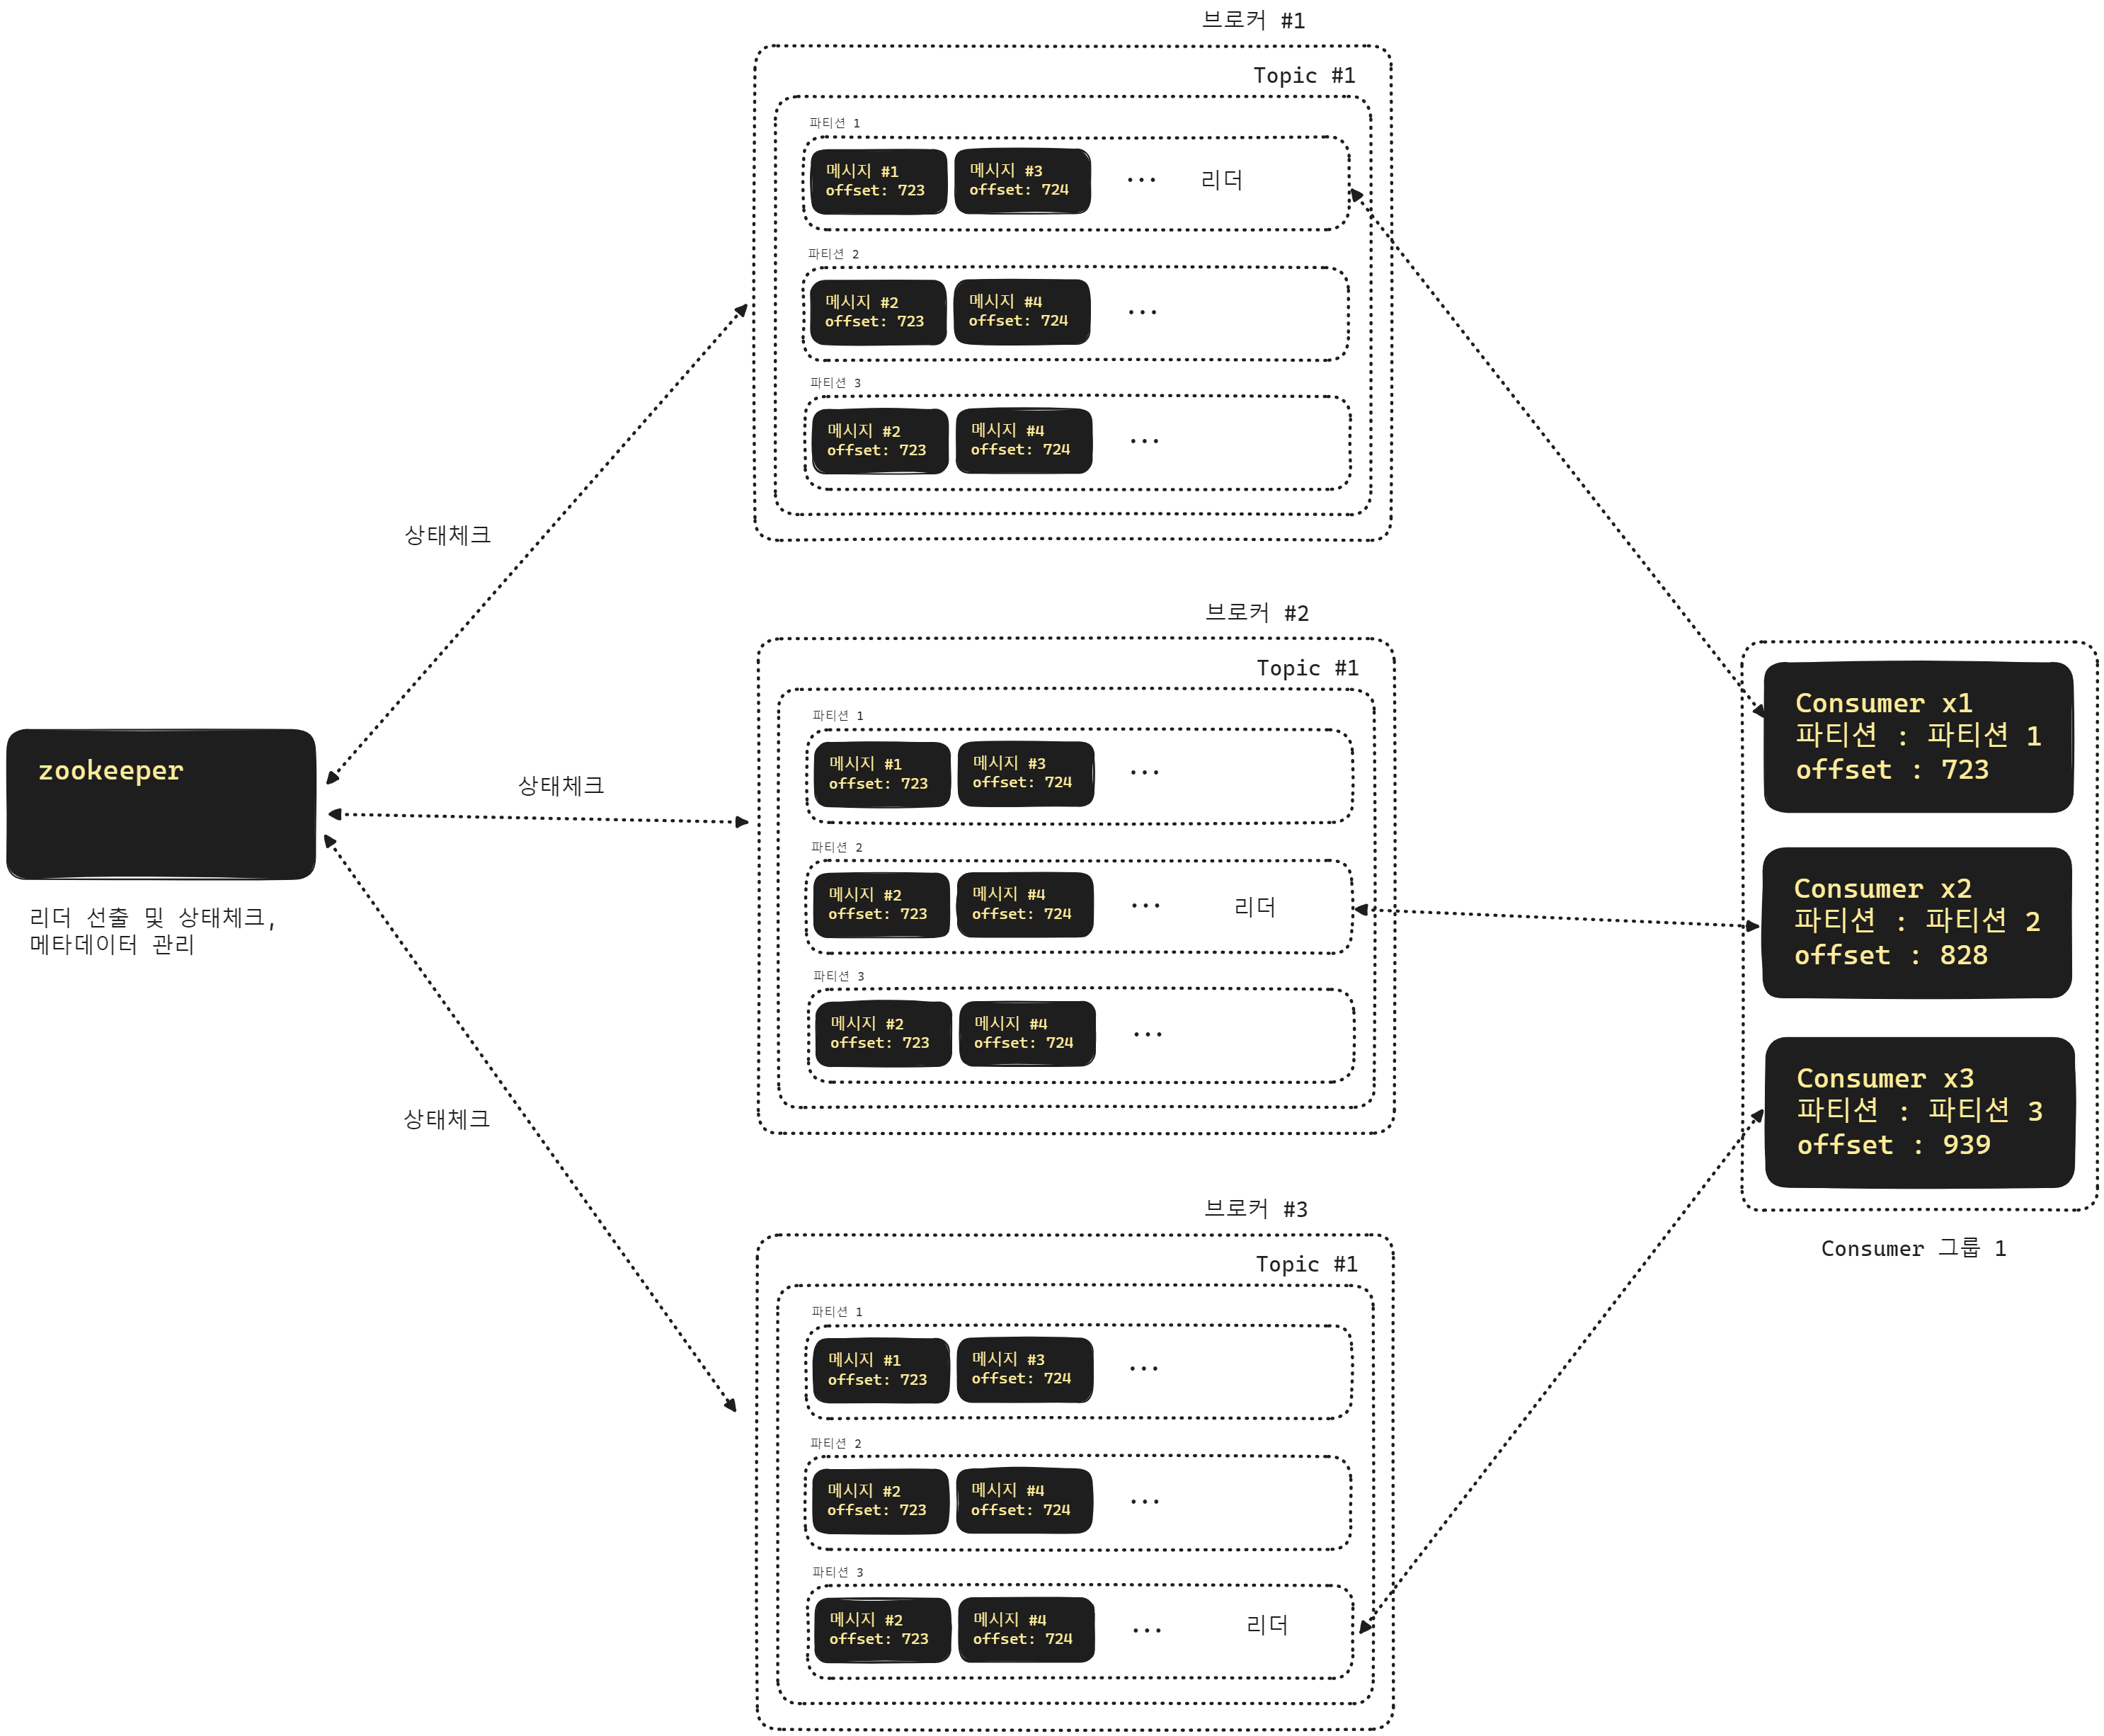 브로커 #1
Topic #1
파티션 1
메시지 #1
offset: 723
메시지 #3
offset: 724
...
리더
파티션 2
메시지 #2
offset: 723
메시지 #4
offset: 724
...
파티션 3
메시지 #2
offset: 723
메시지 #4
offset: 724
...
상태체크
브로커 #2
Topic #1
파티션 1
메시지 #1
offset: 723
메시지 #3
offset: 724
...
파티션 2
메시지 #2
offset: 723
메시지 #4
offset: 724
...
리더
파티션 3
메시지 #2
offset: 723
메시지 #4
offset: 724
...
zookeeper
상태체크
리더 선출 및 상태체크,
메타데이터 관리
상태체크
Consumer x1
파티션 : 파티션 1
offset : 723
Consumer x2
파티션 : 파티션 2
offset : 828
Consumer x3
파티션 : 파티션 3
offset : 939
Consumer 그룹 1
브로커 #3
Topic #1
파티션 1
메시지 #1
offset: 723
메시지 #3
offset: 724
...
파티션 2
메시지 #2
offset: 723
메시지 #4
offset: 724
...
파티션 3
메시지 #2
offset: 723
메시지 #4
offset: 724
...
리더